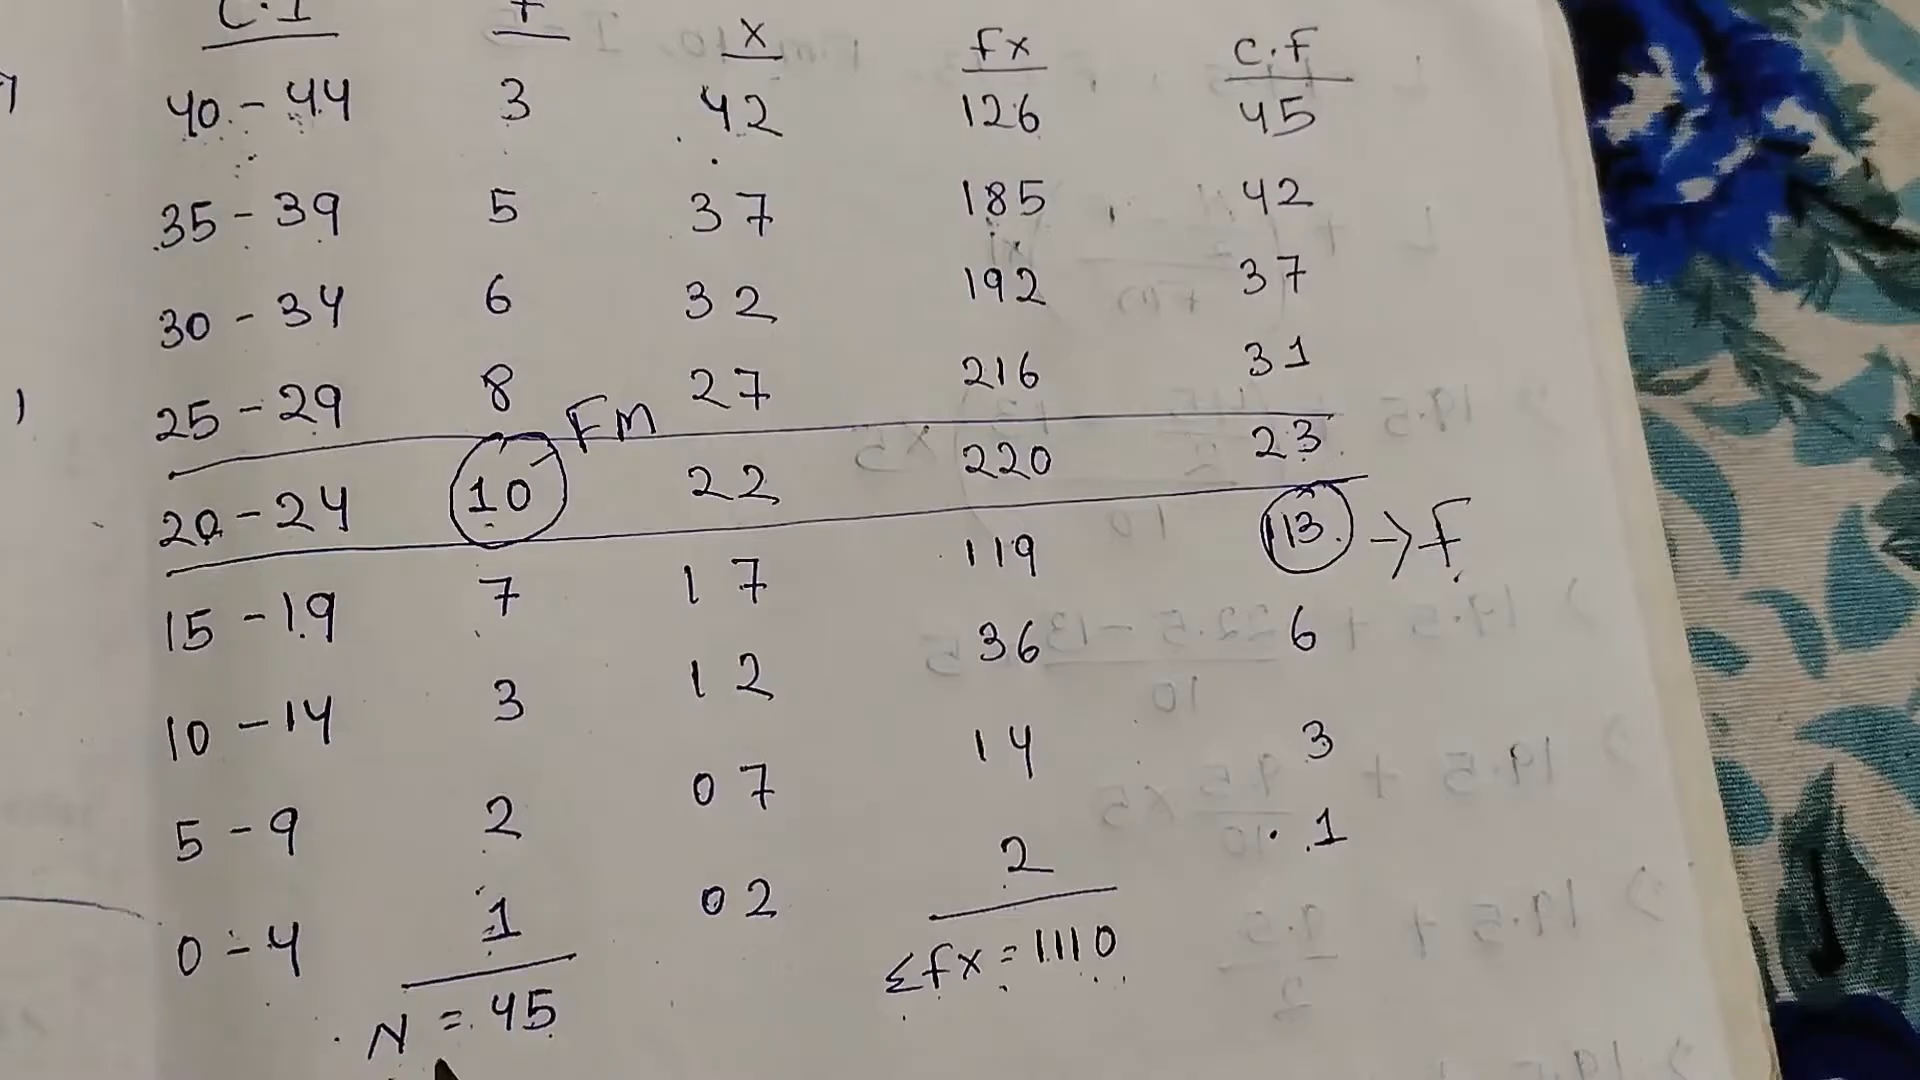 C.I f x fx C.F
40 - 44 3 42 126 45
35 - 39 5 37 185 42
30 - 34 6 32 192 37
25 - 29 8 27 216 31
20 - 24 10 → Fm 22 220 23
15 - 19 7 17 119 13 → F
10 - 14 3 12 36 6
5 - 9 2 07 14 3
0 - 4 1 02 2 1
N = 45 Σfx = 1110